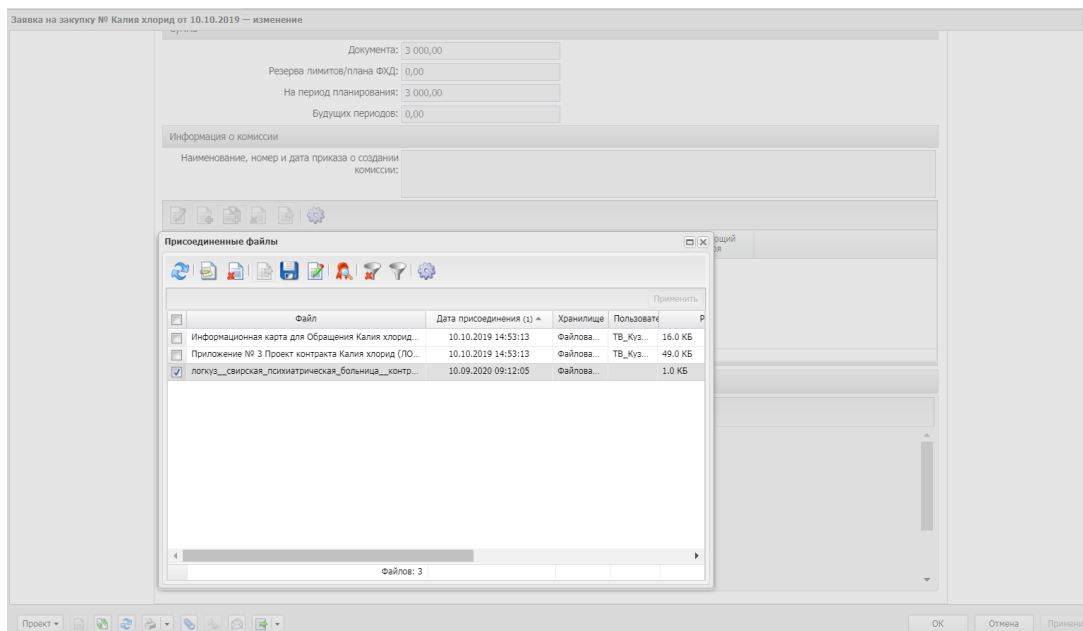 Заявка на закупку № Калия хлорид от 10.10.2019 — изменение
Документа: 3 000,00
Резерва лимитов/плана ФХД: 0,00
На период планирования: 3 000,00
Будущих периодов: 0,00
Информация о комиссии
Наименование, номер и дата приказа о создании
комиссии:
Присоединенные файлы
Применить
Файл Дата присоединения (1) Хранилище Пользовате Р
Информационная карта для Обращения Калия хлорид... 10.10.2019 14:53:13 Файлова... ТВ_Куз... 16.0 КБ
Приложение № 3 Проект контракта Калия хлорид (ЛО... 10.10.2019 14:53:13 Файлова... ТВ_Куз... 49.0 КБ
логкуз__свирская_психиатрическая_больница__контр... 10.09.2020 09:12:05 Файлова... 1.0 КБ
Файлов: 3
Проект ОК Отмена Примени